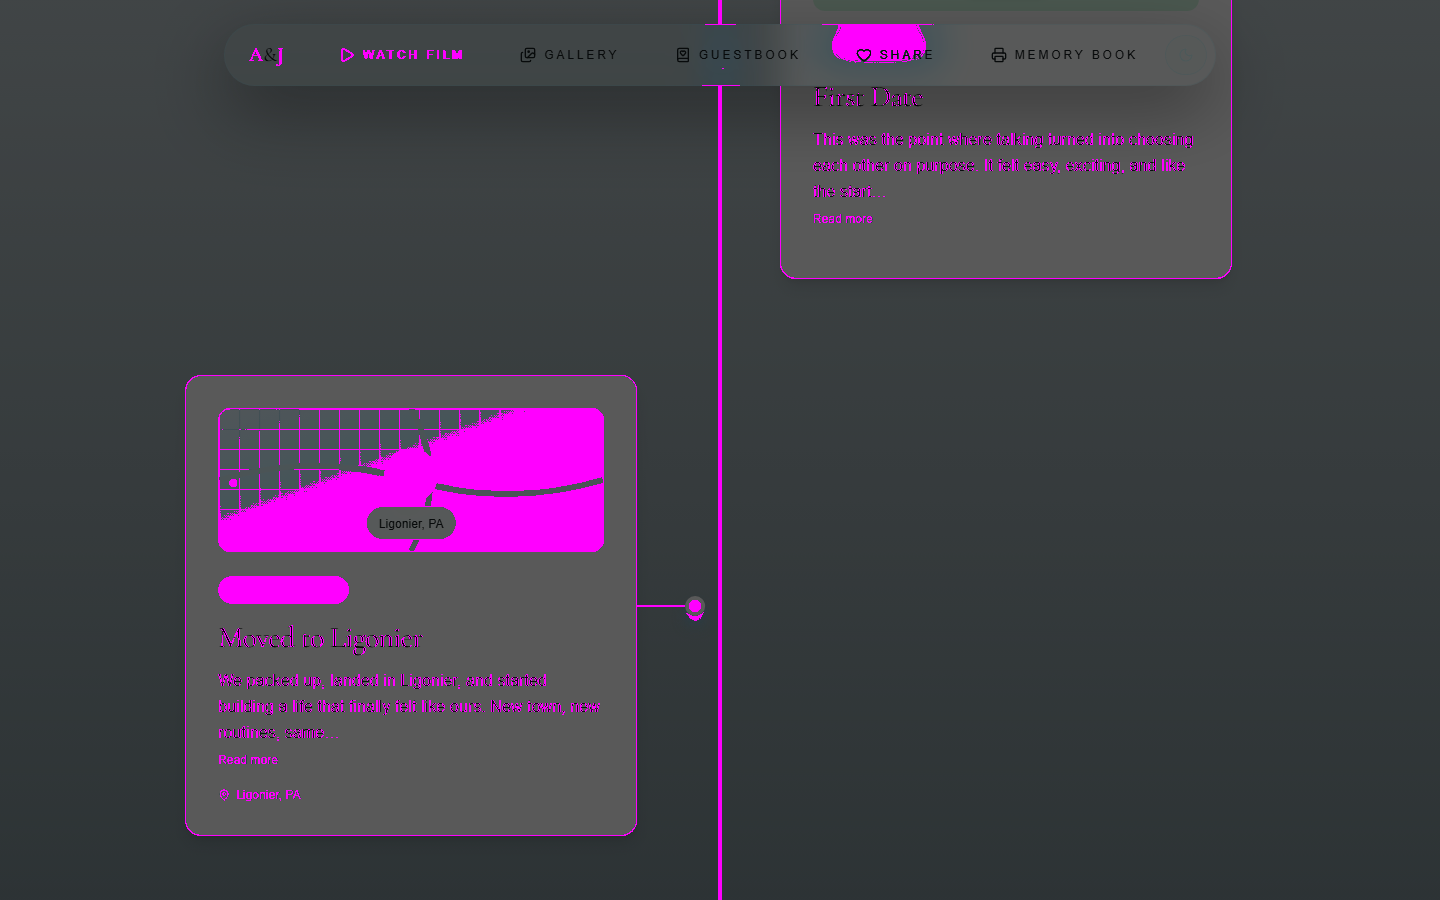 A&J
WATCH FILM
GALLERY
GUESTBOOK
SHARE
MEMORY BOOK
First Date
This was the point where talking turned into choosing
each other on purpose. It felt easy, exciting, and like
the start...
Read more
Ligonier, PA
Moved to Ligonier
We packed up, landed in Ligonier, and started
building a life that finally felt like ours. New town, new
routines, same...
Read more
Ligonier, PA